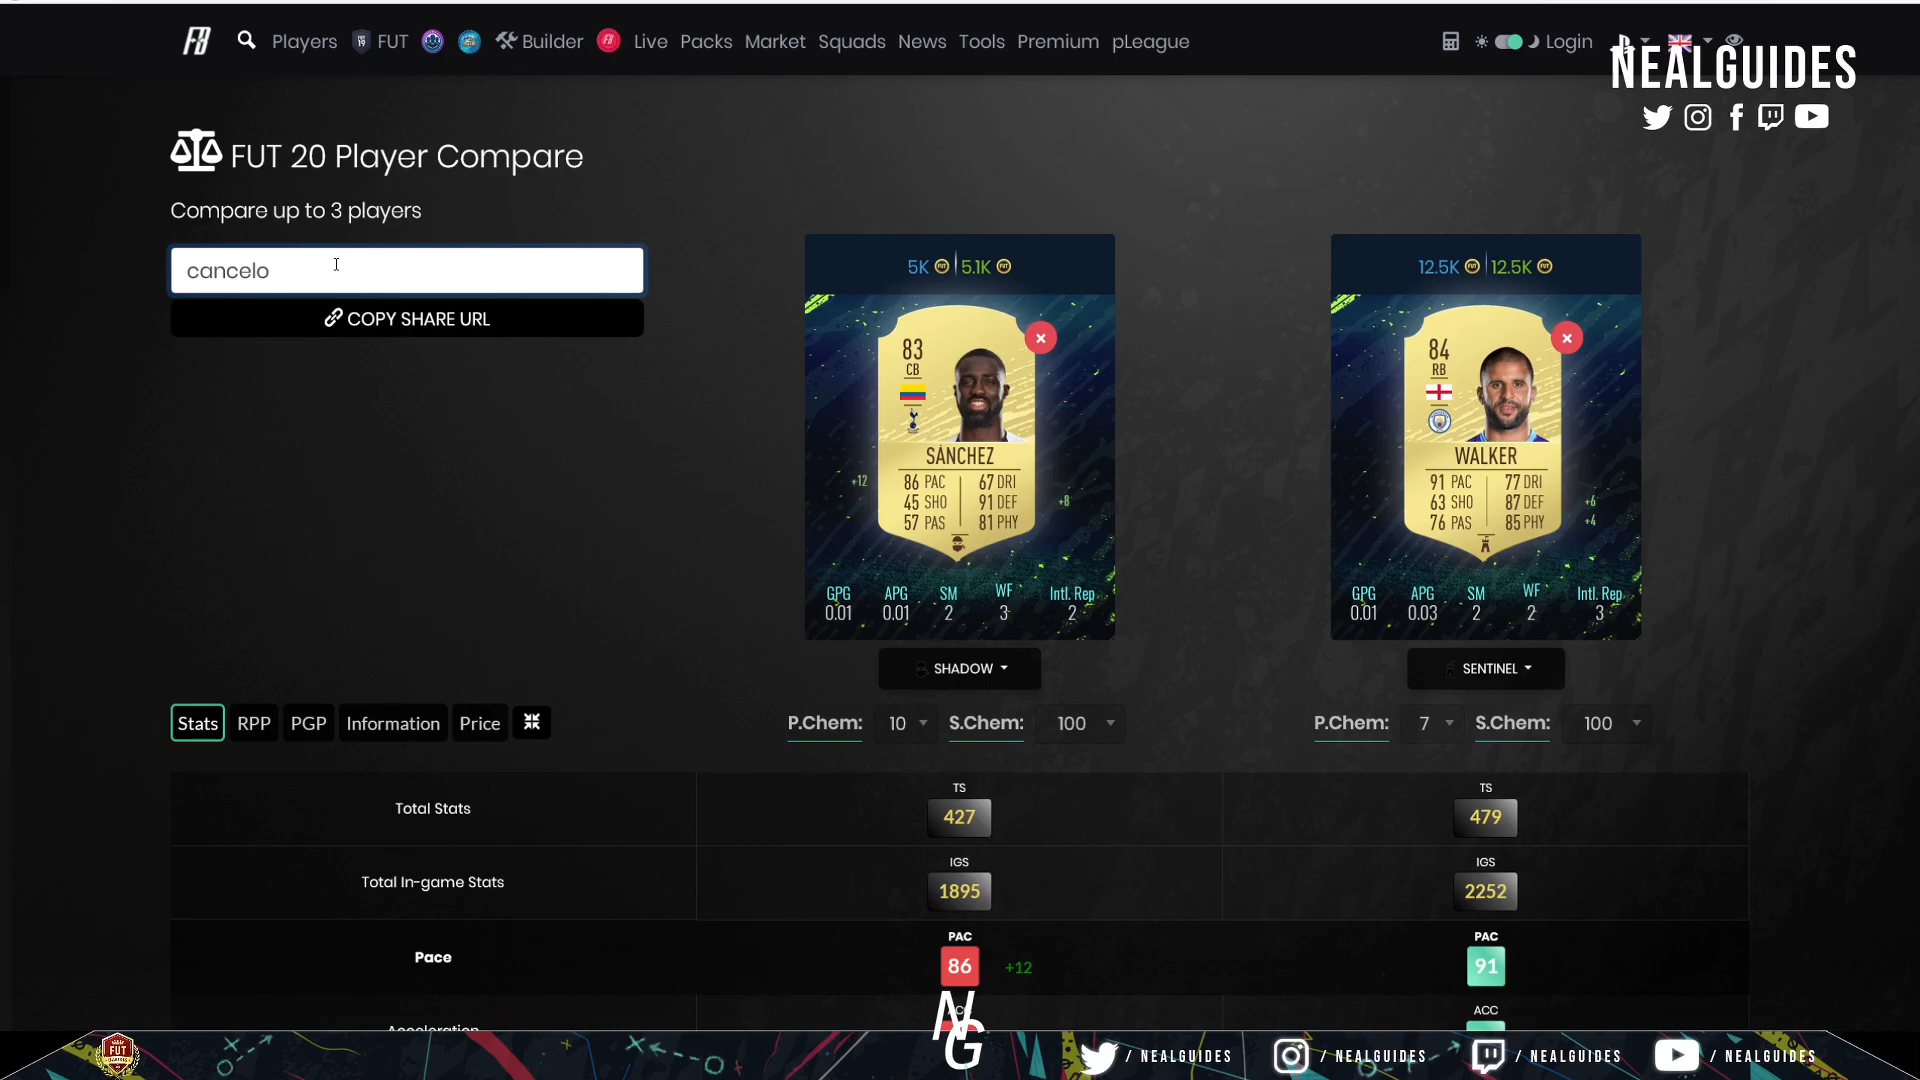 Players FUT Builder Live Packs Market Squads News Tools Premium pLeague Login
NEALGUIDES
FUT 20 Player Compare
Compare up to 3 players
cancelo
COPY SHARE URL
5K 5.1K
83
CB
SÁNCHEZ
+12 86 PAC 67 DRI
45 SHO 91 DEF +8
57 PAS 81 PHY
GPG APG SM WF Intl. Rep
0.01 0.01 2 3 2
SHADOW
12.5K 12.5K
84
RB
WALKER
91 PAC 77 DRI
63 SHO 87 DEF +6
76 PAS 85 PHY +4
GPG APG SM WF Intl. Rep
0.01 0.03 2 2 3
SENTINEL
Stats RPP PGP Information Price
P.Chem: 10 S.Chem: 100
P.Chem: 7 S.Chem: 100
TS TS
Total Stats 427 479
IGS IGS
Total In-game Stats 1895 2252
PAC PAC
Pace 86 +12 91
ACC
Acceleration
NG
FUT
/ NEALGUIDES / NEALGUIDES / NEALGUIDES / NEALGUIDES